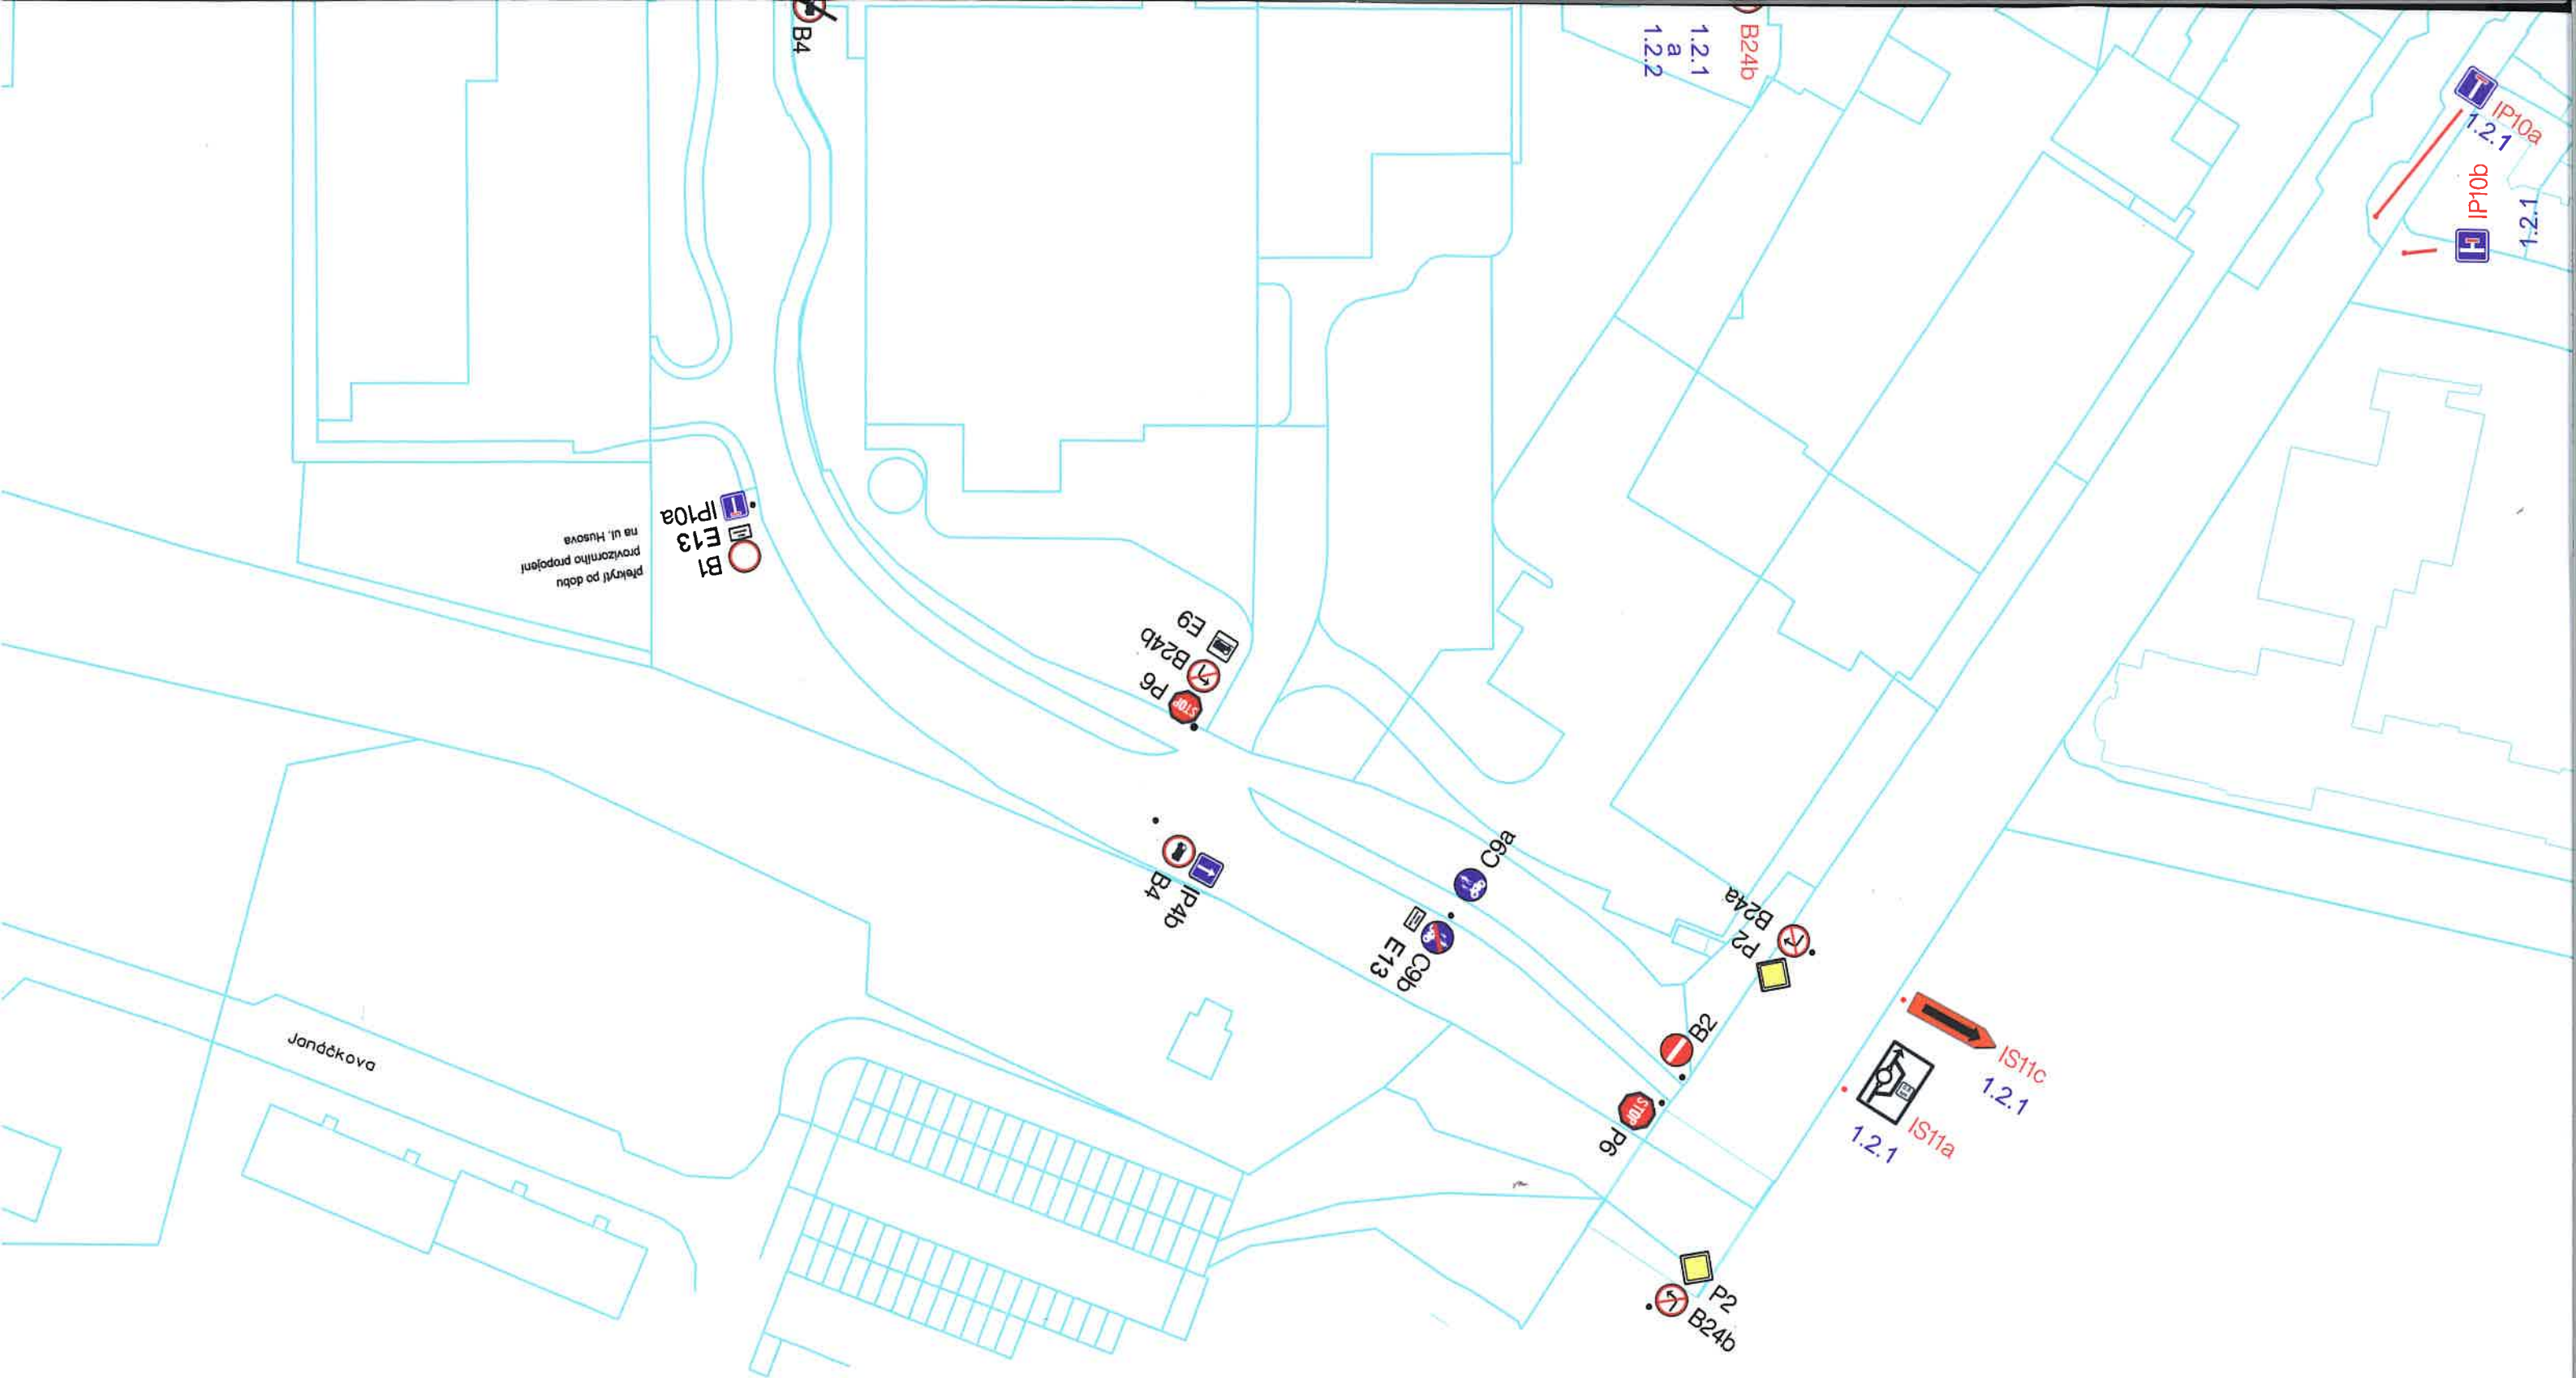 B4
B24b
1.2.1
a
1.2.2
IP10a
1.2.1
IP10b
1.2.1
IP10a
E13
B1
překrytí po dobu
provizorního propojení
na ul. Husova
E9
B24b
P6
STOP
B4
IP4b
C9a
C9b
E13
B24a
P2
B2
STOP
P6
IS11c
1.2.1
IS11a
1.2.1
P2
B24b
Janáčkova